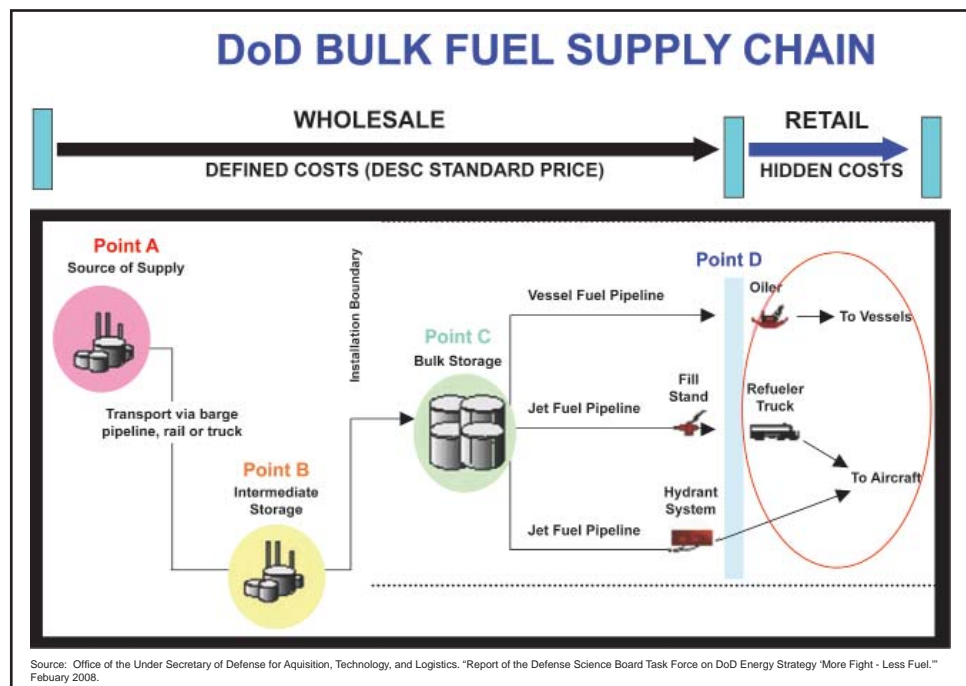 DoD BULK FUEL SUPPLY CHAIN
WHOLESALE
DEFINED COSTS (DESC STANDARD PRICE)
RETAIL
HIDDEN COSTS
Point A
Source of Supply
Transport via barge
pipeline, rail or truck
Point B
Intermediate
Storage
Installation Boundary
Point C
Bulk Storage
Vessel Fuel Pipeline
Jet Fuel Pipeline
Fill
Stand
Jet Fuel Pipeline
Hydrant
System
Point D
Oiler
To Vessels
Refueler
Truck
To Aircraft
Source: Office of the Under Secretary of Defense for Aquisition, Technology, and Logistics. “Report of the Defense Science Board Task Force on DoD Energy Strategy ‘More Fight - Less Fuel.’”
Febuary 2008.